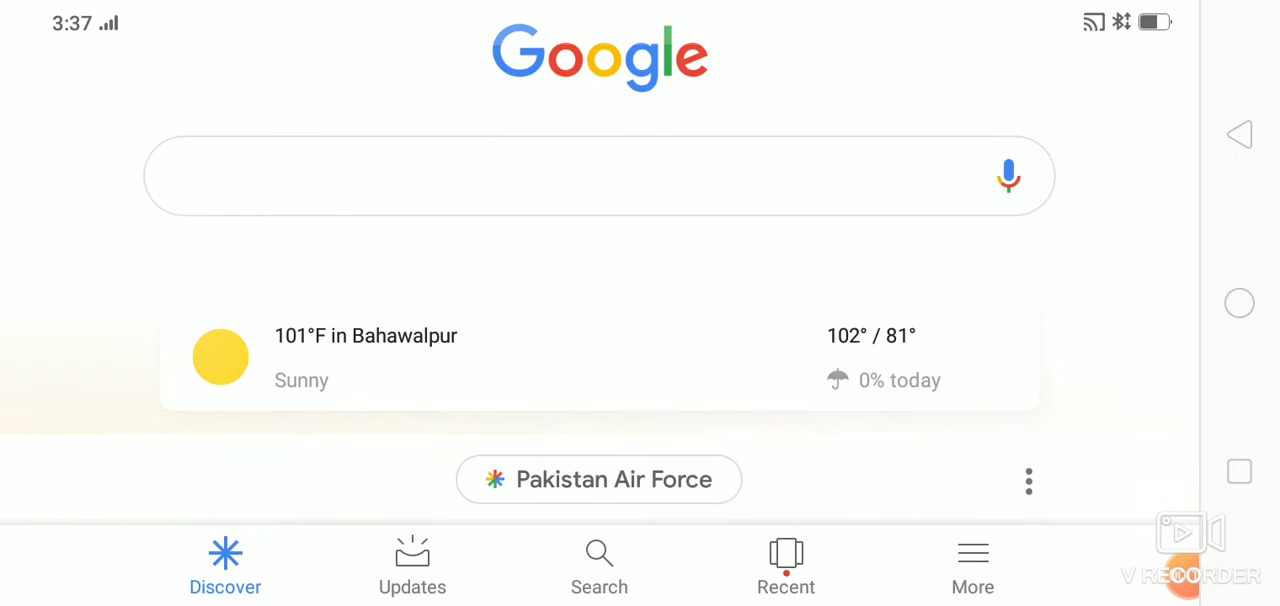 3:37
Google
101°F in Bahawalpur
102° / 81°
Sunny
0% today
Pakistan Air Force
Discover
Updates
Search
Recent
More
V RECORDER